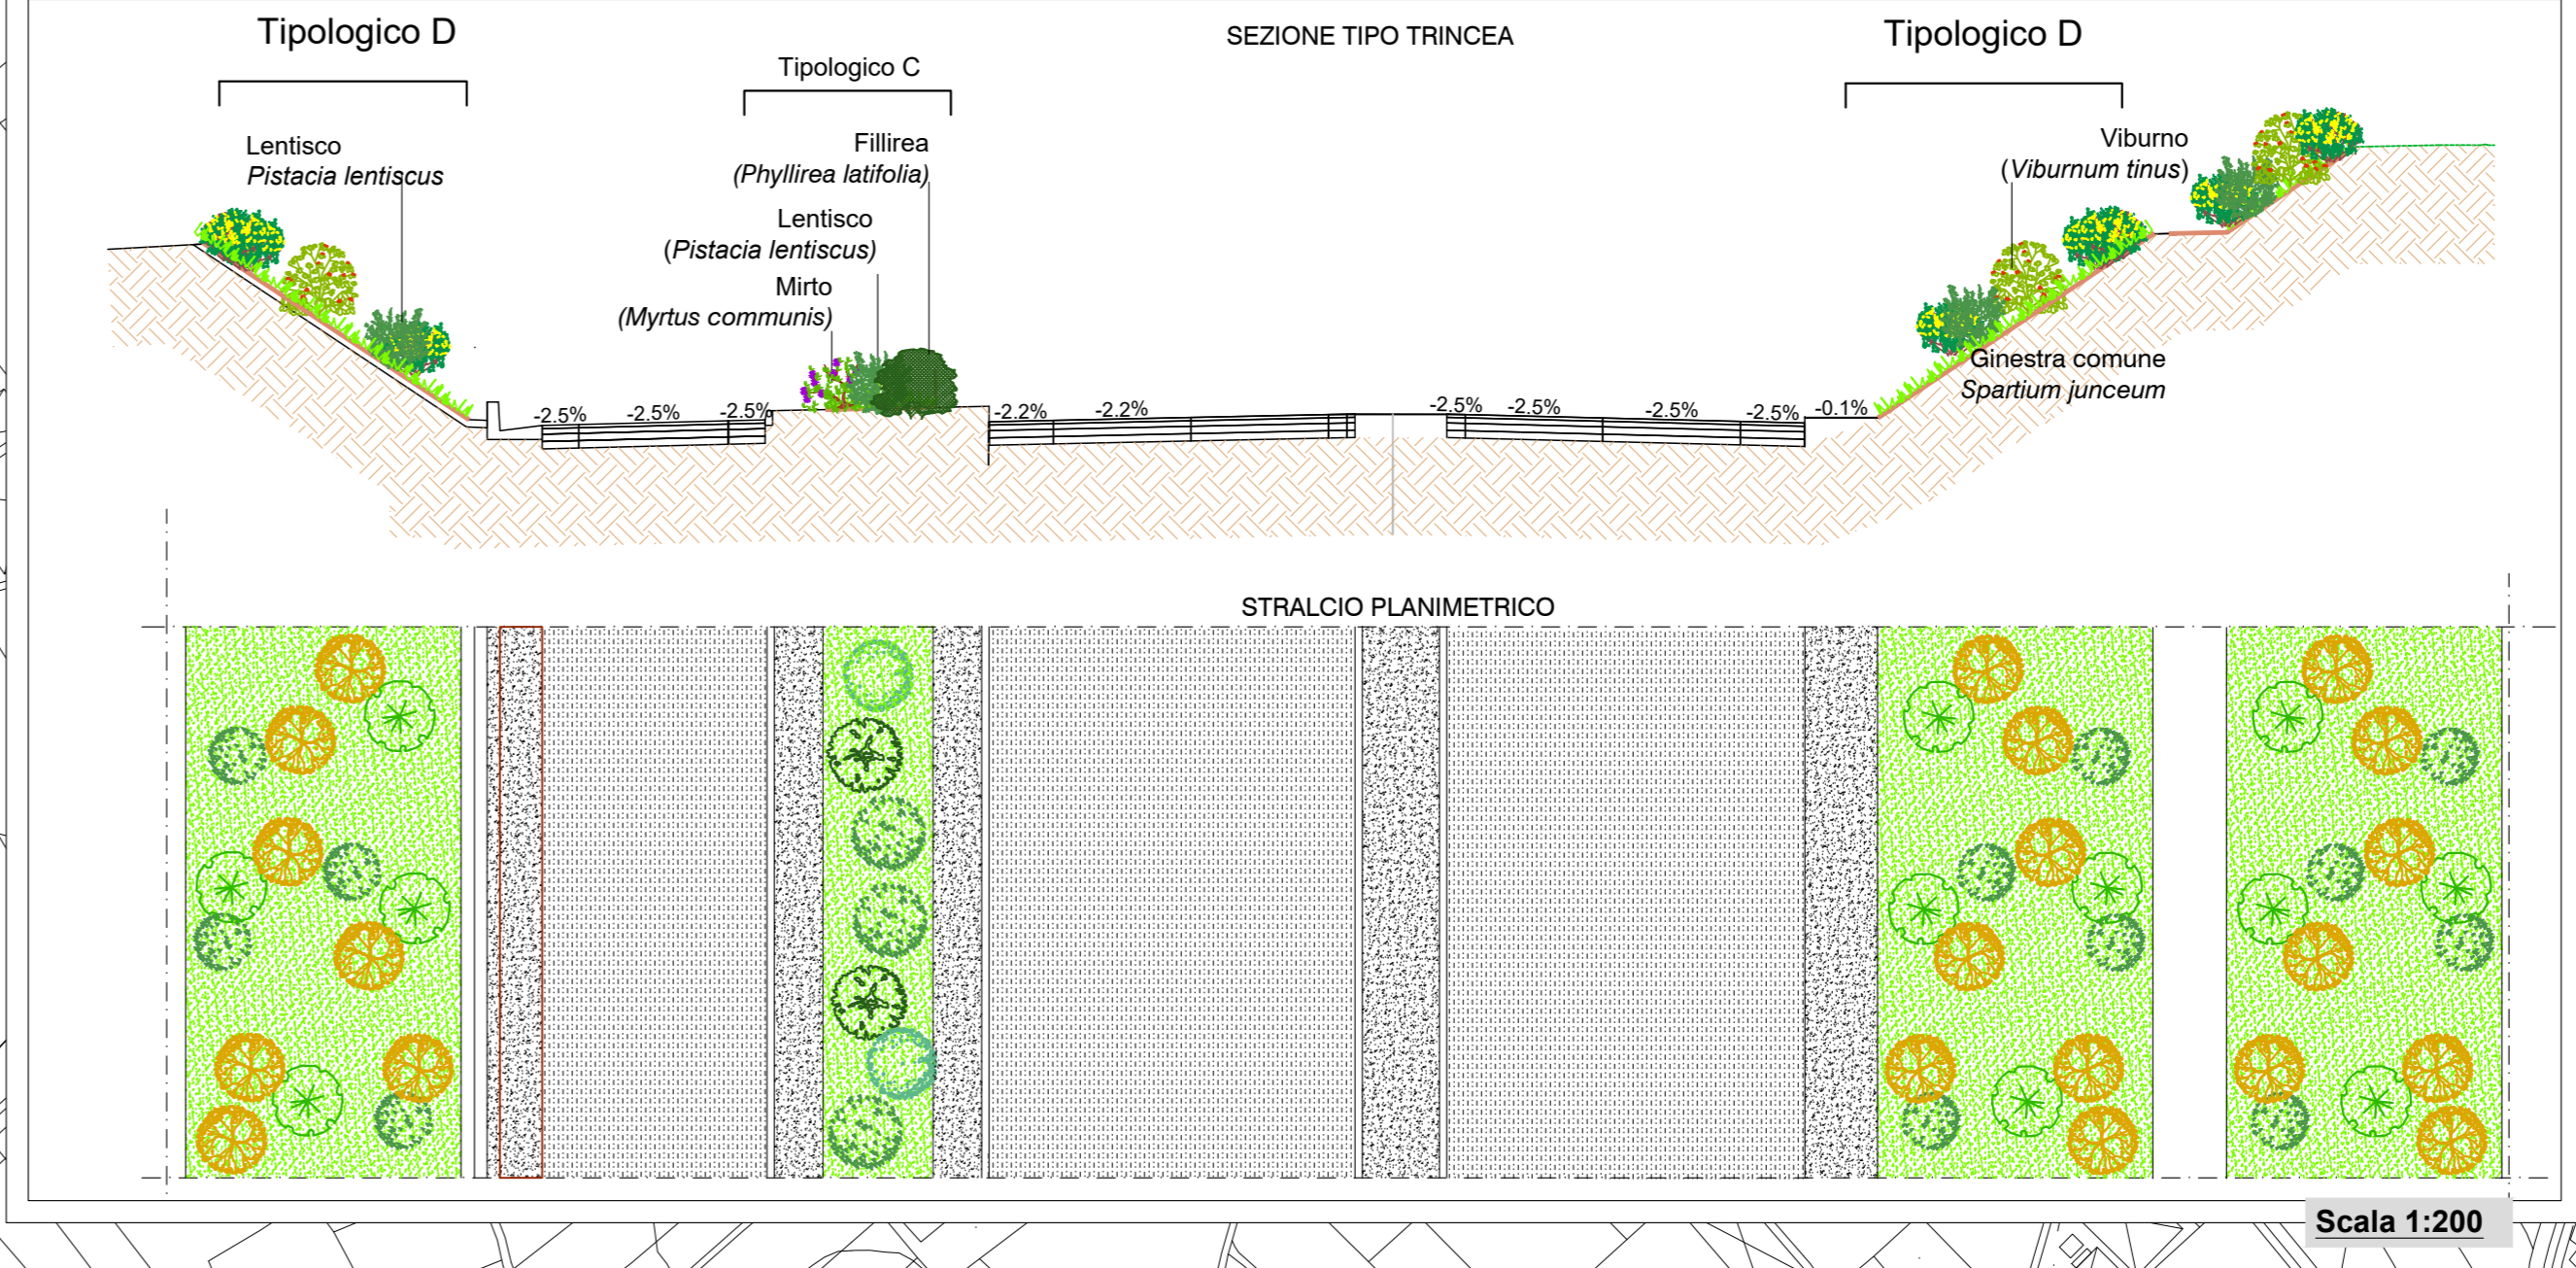 Tipologico D
SEZIONE TIPO TRINCEA
Tipologico D
Tipologico C
Lentisco
Pistacia lentiscus
Fillirea
(Phyllirea latifolia)
Lentisco
(Pistacia lentiscus)
Mirto
(Myrtus communis)
Viburno
(Viburnum tinus)
Ginestra comune
Spartium junceum
-2.5% -2.5% -2.5% -2.2% -2.2% -2.5% -2.5% -2.5% -2.5% -0.1%
STRALCIO PLANIMETRICO
Scala 1:200